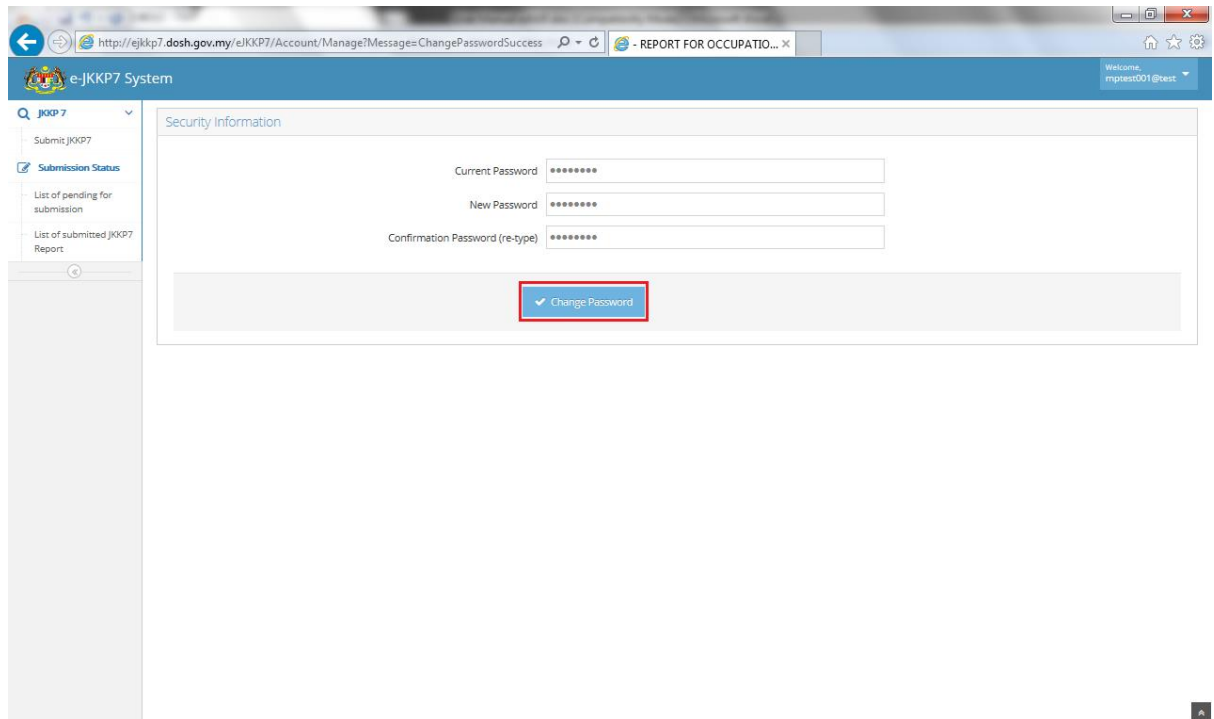 http://ejkkp7.dosh.gov.my/eJKKP7/Account/Manage?Message=ChangePasswordSuccess
- REPORT FOR OCCUPATIO...
e-JKKP7 System
Welcome,
mptest001@test
JKKP 7
Submit JKKP7
Submission Status
List of pending for
submission
List of submitted JKKP7
Report
Security Information
Current Password
New Password
Confirmation Password (re-type)
Change Password